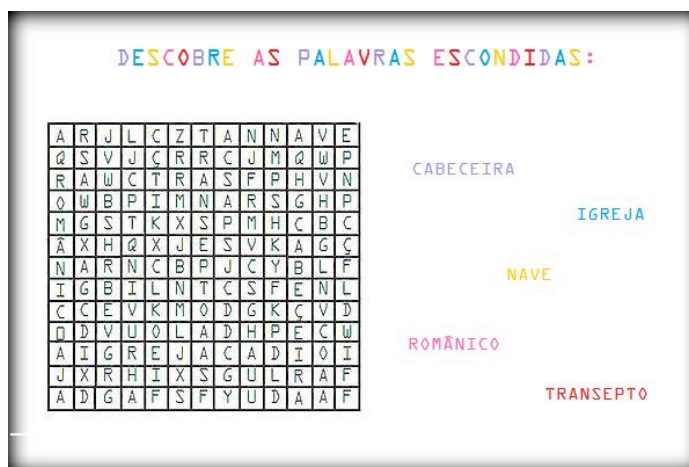 DESCOBRE AS PALAVRAS ESCONDIDAS:
A R J L C Z T A N N A V E
Q S V J Ç R R C J M Q W P
R A W C T R A S F P H V N
O W B P I M N A R S G H P
M G S T K X S P M H C B C
Â X H Q X J E S V K A G Ç
N A R N C B P J C Y B L F
I G B I L N T C S F E N L
C C E V K M O D G K Ç V D
O D V U O L A D H P E C W
A I G R E J A C A D I O I
J X R H I X S G U L R A F
A D G A F S F Y U D A A F
CABECEIRA
IGREJA
NAVE
ROMÂNICO
TRANSEPTO